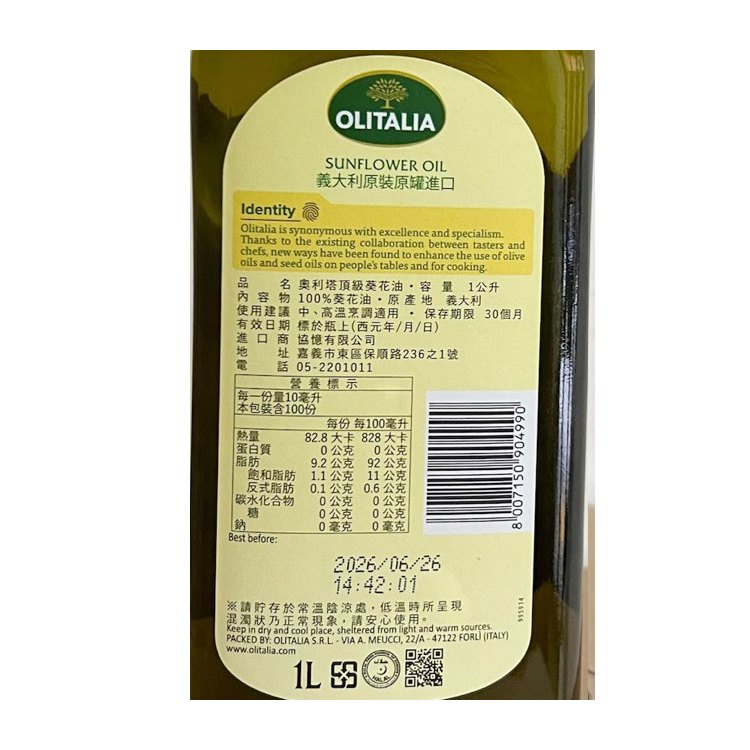 OLITALIA
SUNFLOWER OIL
義大利原裝原罐進口
Identity
Olitalia is synonymous with excellence and specialism.
Thanks to the existing collaboration between tasters and
chefs, new ways have been found to enhance the use of olive
oils and seed oils on people's tables and for cooking.
品名 奧利塔頂級葵花油・容量 1公升
內容物 100%葵花油・原產地 義大利
使用建議 中、高溫烹調適用・保存期限 30個月
有效日期 標於瓶上(西元年/月/日)
進口商 協憶有限公司
地址 嘉義市東區保順路236之1號
電話 05-2201011
營養標示
每一份量10毫升
本包裝含100份
每份 每100毫升
熱量 82.8 大卡 828 大卡
蛋白質 0 公克 0 公克
脂肪 9.2 公克 92 公克
飽和脂肪 1.1 公克 11 公克
反式脂肪 0.1 公克 0.6 公克
碳水化合物 0 公克 0 公克
糖 0 公克 0 公克
鈉 0 毫克 0 毫克
8 007150 904990
Best before:
2026/06/26
14:42:01
995914
※請貯存於常溫陰涼處，低溫時所呈現
混濁狀乃正常現象，請安心使用。
Keep in dry and cool place, sheltered from light and warm sources.
PACKED BY: OLITALIA S.R.L. - VIA A. MEUCCI, 22/A - 47122 FORLÌ (ITALY)
www.olitalia.com
1L
HALAL